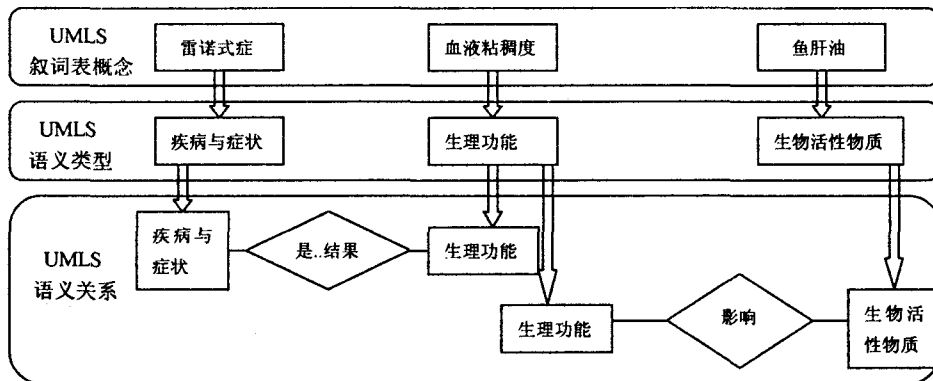 UMLS
叙词表概念
雷诺式症
血液粘稠度
鱼肝油
UMLS
语义类型
疾病与症状
生理功能
生物活性物质
UMLS
语义关系
疾病与
症状
是..结果
生理功能
生理功能
影响
生物活
性物质